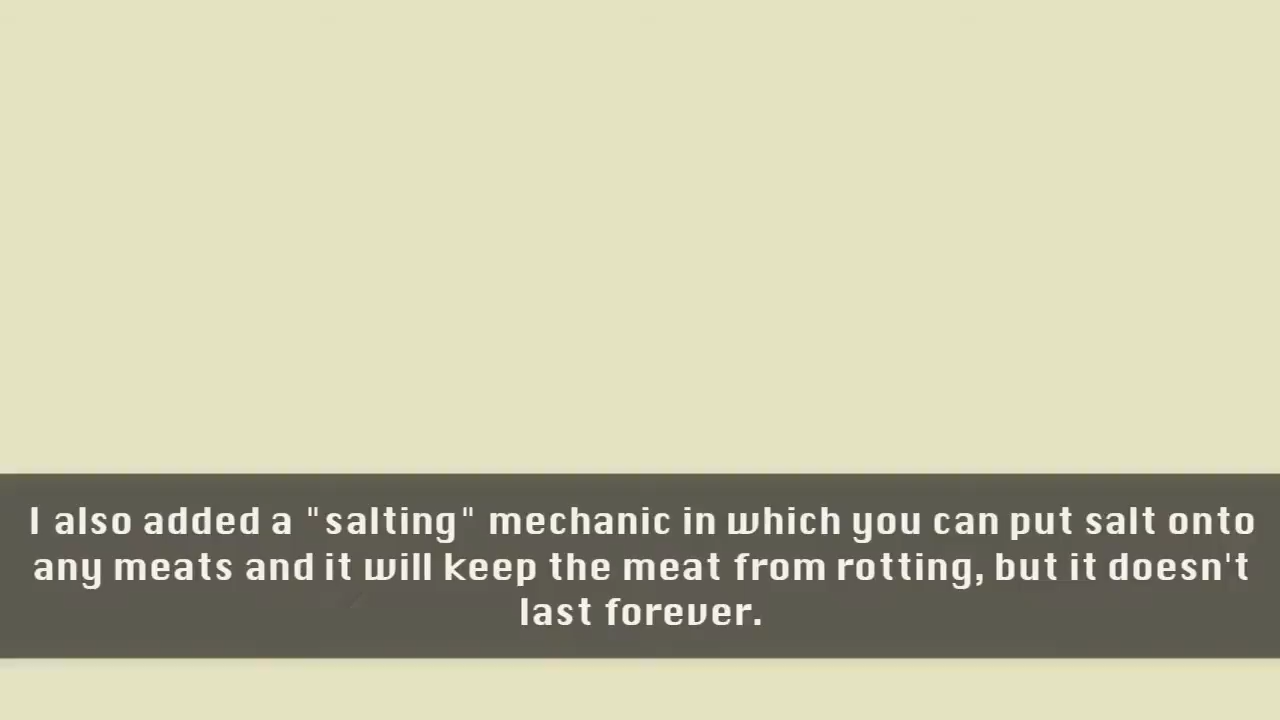 I also added a "salting" mechanic in which you can put salt onto
any meats and it will keep the meat from rotting, but it doesn't
last forever.